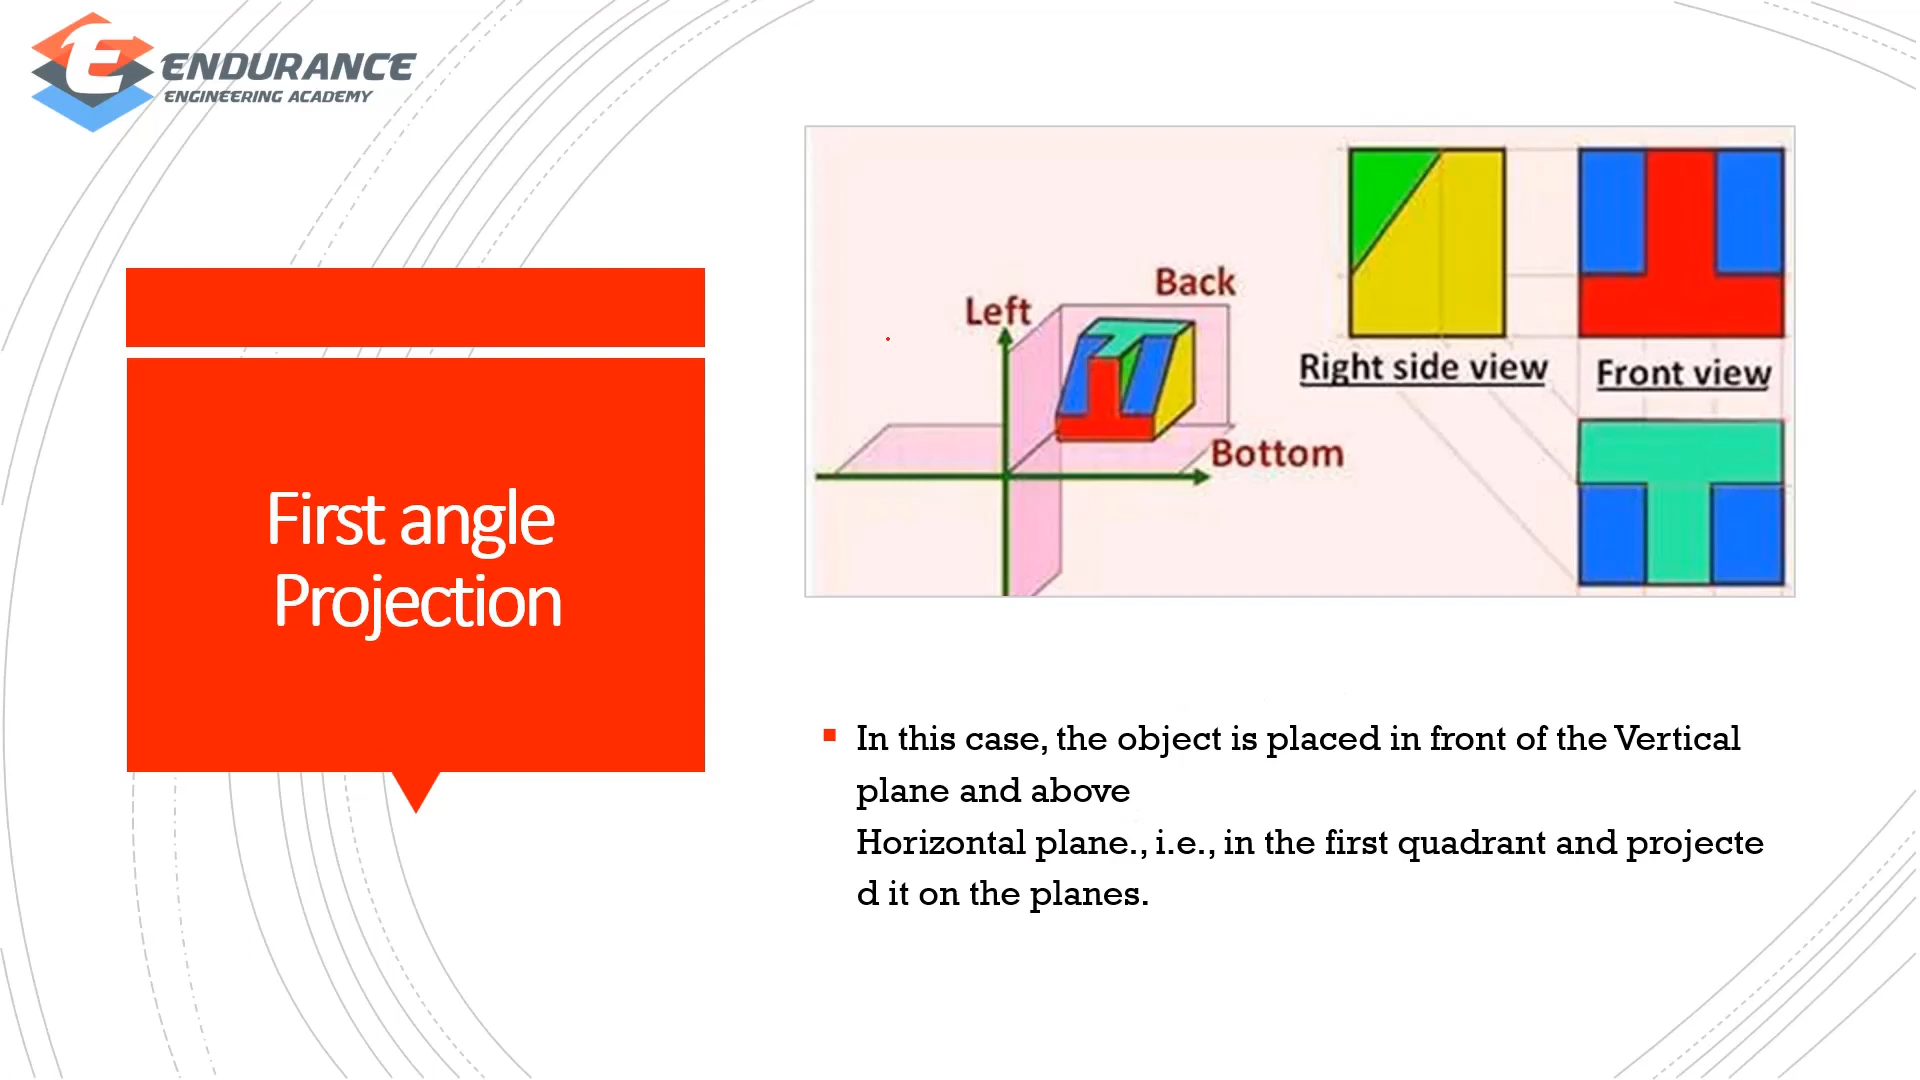 ENDURANCE
ENGINEERING ACADEMY
First angle
Projection
Left
Back
Bottom
Right side view
Front view
In this case, the object is placed in front of the Vertical
plane and above
Horizontal plane., i.e., in the first quadrant and projecte
d it on the planes.